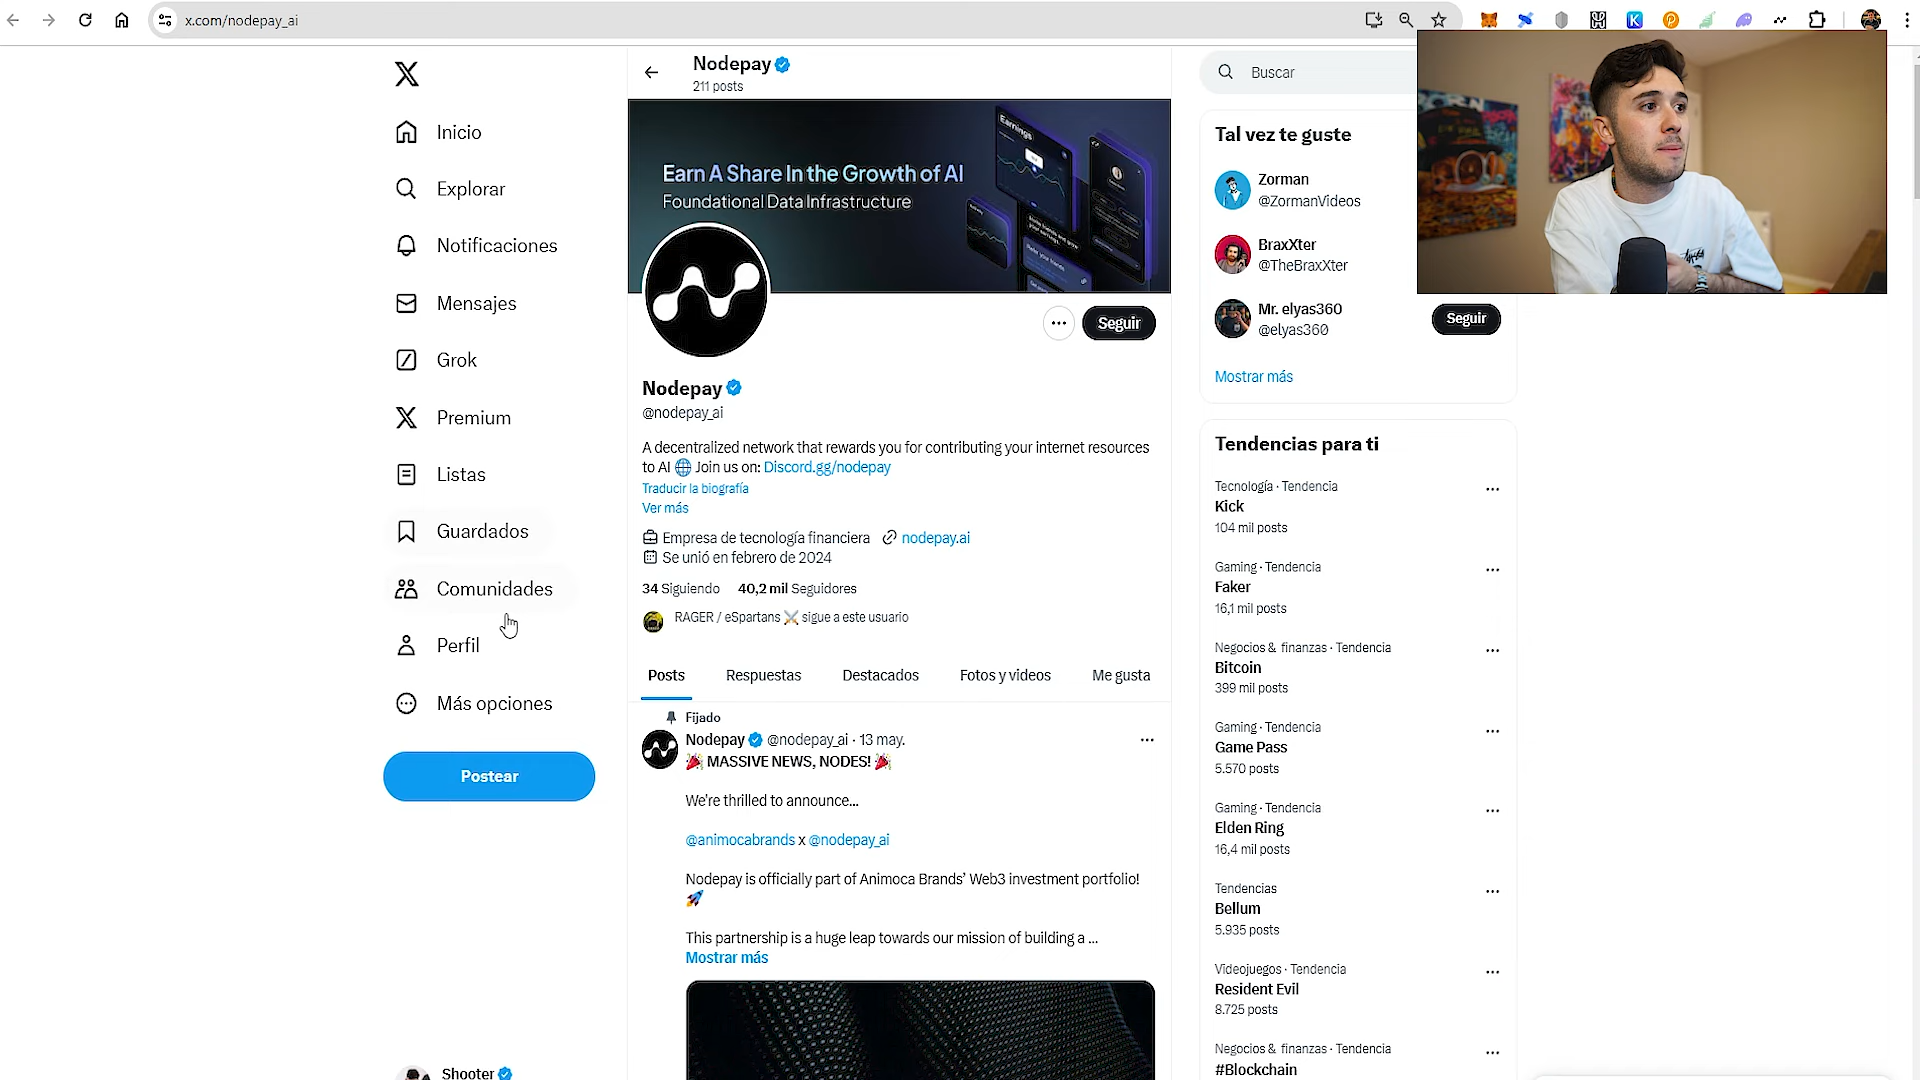 x.com/nodepay_ai
Nodepay
211 posts
Inicio
Explorar
Notificaciones
Mensajes
Grok
Premium
Listas
Guardados
Comunidades
Perfil
Más opciones
Postear
Shooter
Earn A Share In the Growth of AI
Foundational Data Infrastructure
Earnings
Seguir
Nodepay
@nodepay_ai
A decentralized network that rewards you for contributing your internet resources
to AI 🌐 Join us on: Discord.gg/nodepay
Traducir la biografía
Ver más
Empresa de tecnología financiera nodepay.ai
Se unió en febrero de 2024
34 Siguiendo 40,2 mil Seguidores
RAGER / eSpartans ⚔️ sigue a este usuario
Posts Respuestas Destacados Fotos y videos Me gusta
Fijado
Nodepay @nodepay_ai · 13 may.
🎉 MASSIVE NEWS, NODES! 🎉
We're thrilled to announce...
@animocabrands x @nodepay_ai
Nodepay is officially part of Animoca Brands' Web3 investment portfolio!
🚀
This partnership is a huge leap towards our mission of building a ...
Mostrar más
Buscar
Tal vez te guste
Zorman
@ZormanVideos
BraxXter
@TheBraxXter
Mr. elyas360
@elyas360
Seguir
Mostrar más
Tendencias para ti
Tecnología · Tendencia
Kick
104 mil posts
Gaming · Tendencia
Faker
16,1 mil posts
Negocios & finanzas · Tendencia
Bitcoin
399 mil posts
Gaming · Tendencia
Game Pass
5.570 posts
Gaming · Tendencia
Elden Ring
16,4 mil posts
Tendencias
Bellum
5.935 posts
Videojuegos · Tendencia
Resident Evil
8.725 posts
Negocios & finanzas · Tendencia
#Blockchain